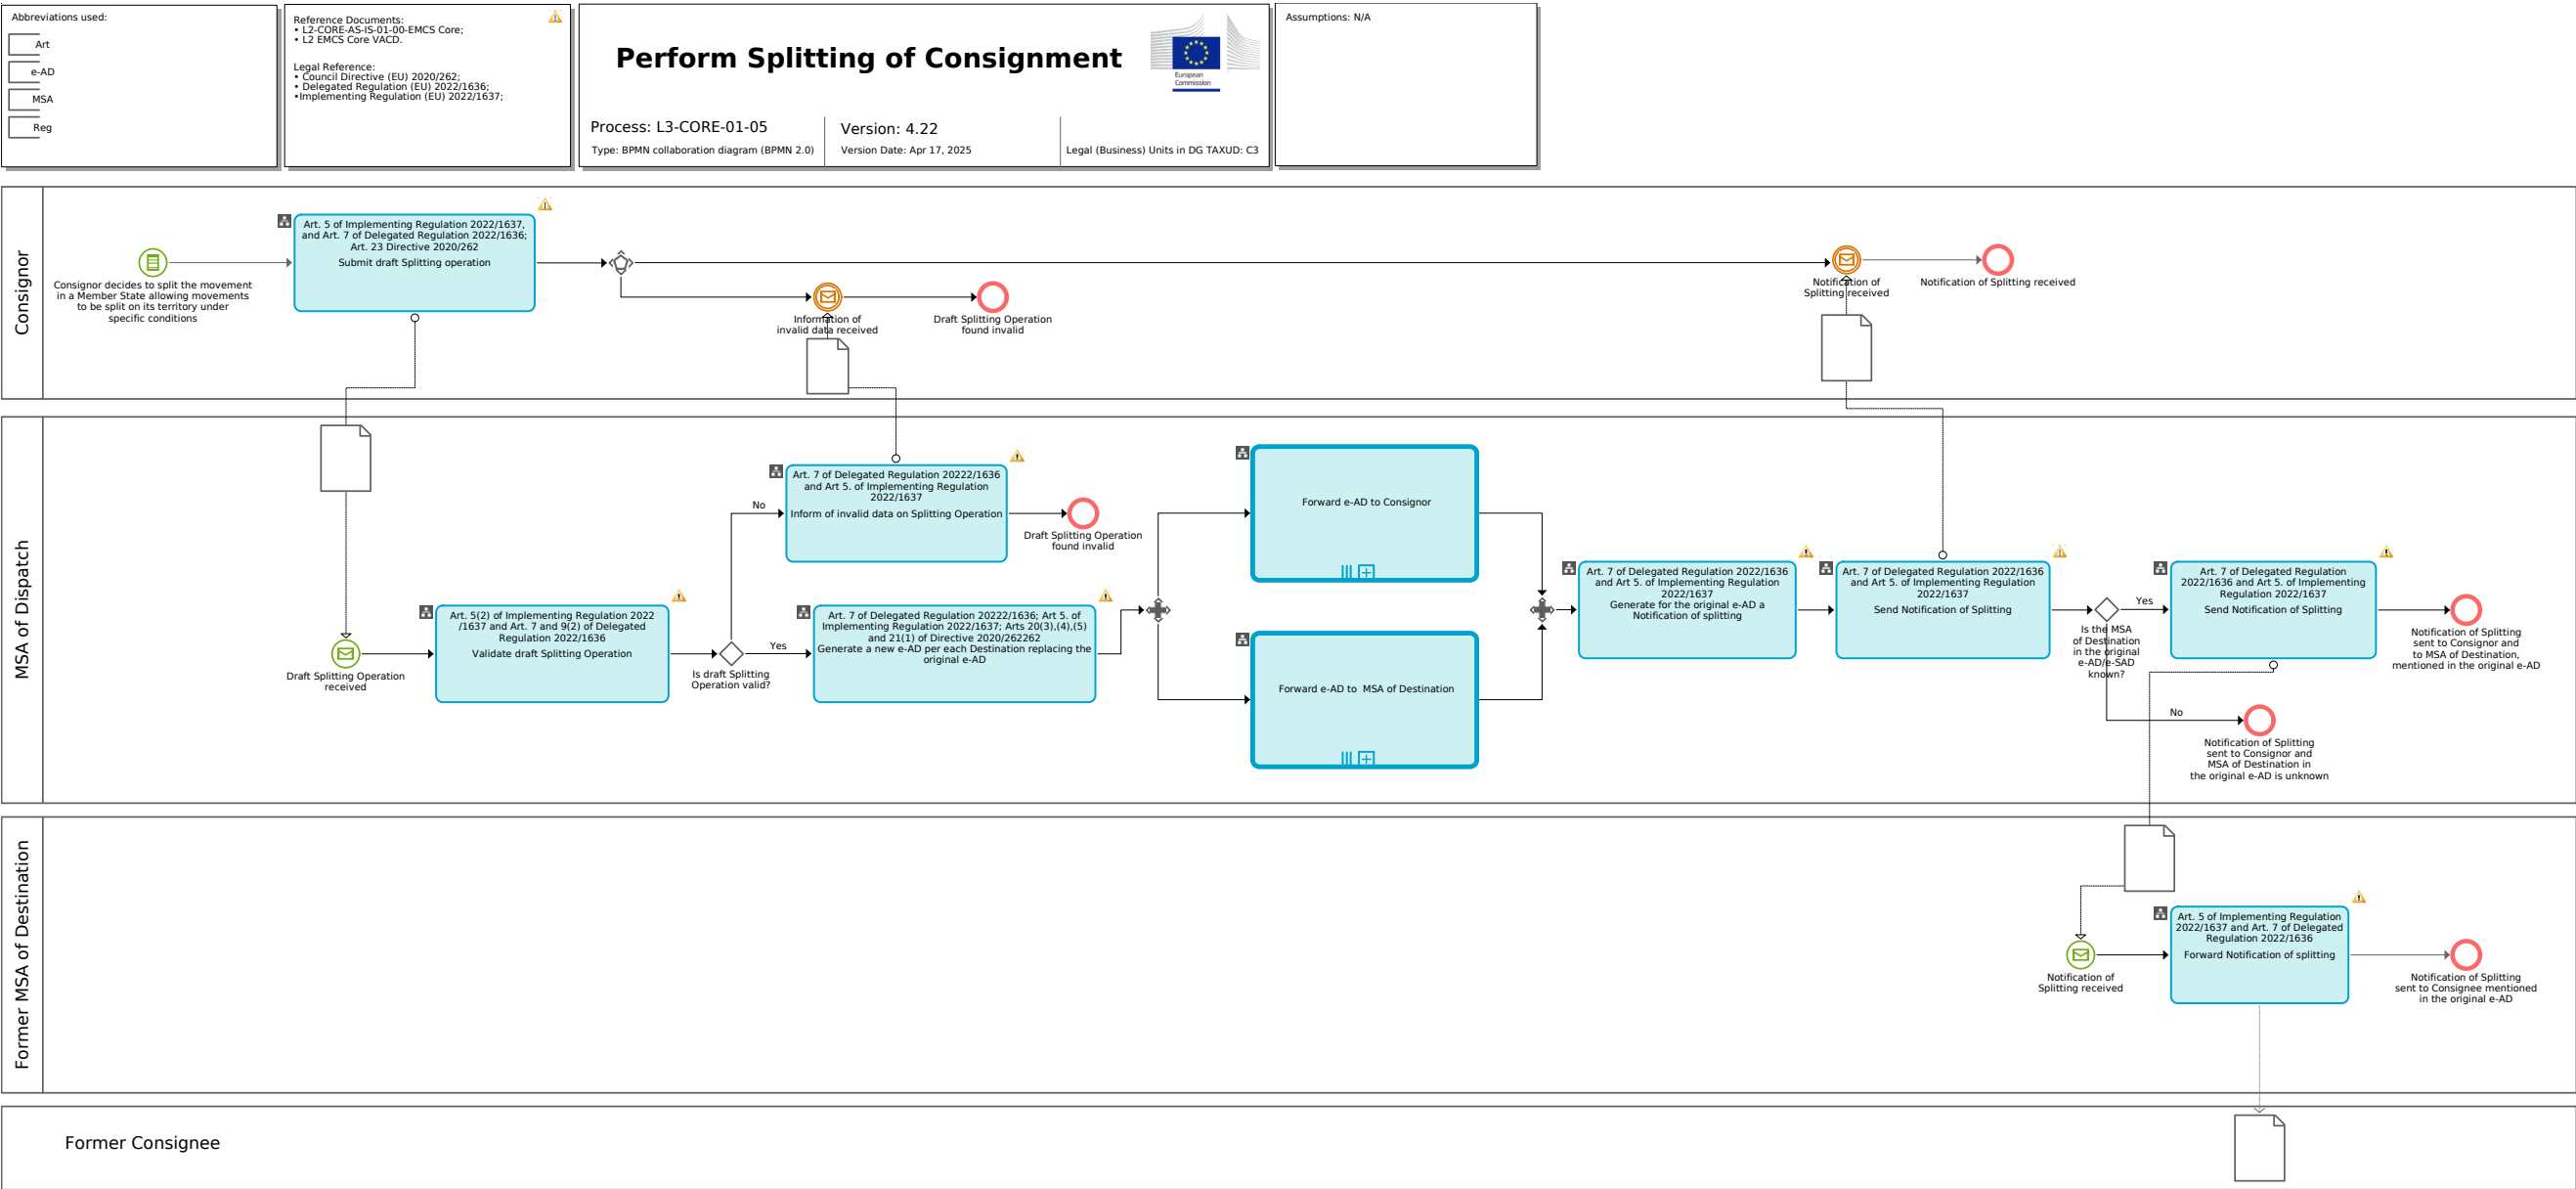 Abbreviations used:
Art
e-AD
MSA
Reg
Reference Documents:
• L2-CORE-AS-IS-01-00-EMCS Core;
• L2 EMCS Core VACD.
Legal Reference:
• Council Directive (EU) 2020/262;
• Delegated Regulation (EU) 2022/1636;
•Implementing Regulation (EU) 2022/1637;
Perform Splitting of Consignment
European
Commission
Process: L3-CORE-01-05
Version: 4.22
Type: BPMN collaboration diagram (BPMN 2.0)
Version Date: Apr 17, 2025
Legal (Business) Units in DG TAXUD: C3
Assumptions: N/A
Consignor
Consignor decides to split the movement
in a Member State allowing movements
to be split on its territory under
specific conditions
Art. 5 of Implementing Regulation 2022/1637,
and Art. 7 of Delegated Regulation 2022/1636;
Art. 23 Directive 2020/262
Submit draft Splitting operation
Information of
invalid data received
Draft Splitting Operation
found invalid
Notification of
Splitting received
Notification of Splitting received
MSA of Dispatch
Draft Splitting Operation
received
Art. 5(2) of Implementing Regulation 2022
/1637 and Art. 7 and 9(2) of Delegated
Regulation 2022/1636
Validate draft Splitting Operation
Is draft Splitting
Operation valid?
No
Yes
Art. 7 of Delegated Regulation 20222/1636
and Art 5. of Implementing Regulation
2022/1637
Inform of invalid data on Splitting Operation
Draft Splitting Operation
found invalid
Art. 7 of Delegated Regulation 20222/1636; Art 5. of
Implementing Regulation 2022/1637; Arts 20(3),(4),(5)
and 21(1) of Directive 2020/262262
Generate a new e-AD per each Destination replacing the
original e-AD
Forward e-AD to Consignor
Forward e-AD to  MSA of Destination
Art. 7 of Delegated Regulation 2022/1636
and Art 5. of Implementing Regulation
2022/1637
Generate for the original e-AD a
Notification of splitting
Art. 7 of Delegated Regulation 2022/1636
and Art 5. of Implementing Regulation
2022/1637
Send Notification of Splitting
Is the MSA
of Destination
in the original
e-AD/e-SAD
known?
Yes
No
Art. 7 of Delegated Regulation
2022/1636 and Art 5. of Implementing
Regulation 2022/1637
Send Notification of Splitting
Notification of Splitting
sent to Consignor and
to MSA of Destination,
mentioned in the original e-AD
Notification of Splitting
sent to Consignor and
MSA of Destination in
the original e-AD is unknown
Former MSA of Destination
Notification of
Splitting received
Art. 5 of Implementing Regulation
2022/1637 and Art. 7 of Delegated
Regulation 2022/1636
Forward Notification of splitting
Notification of Splitting
sent to Consignee mentioned
in the original e-AD
Former Consignee